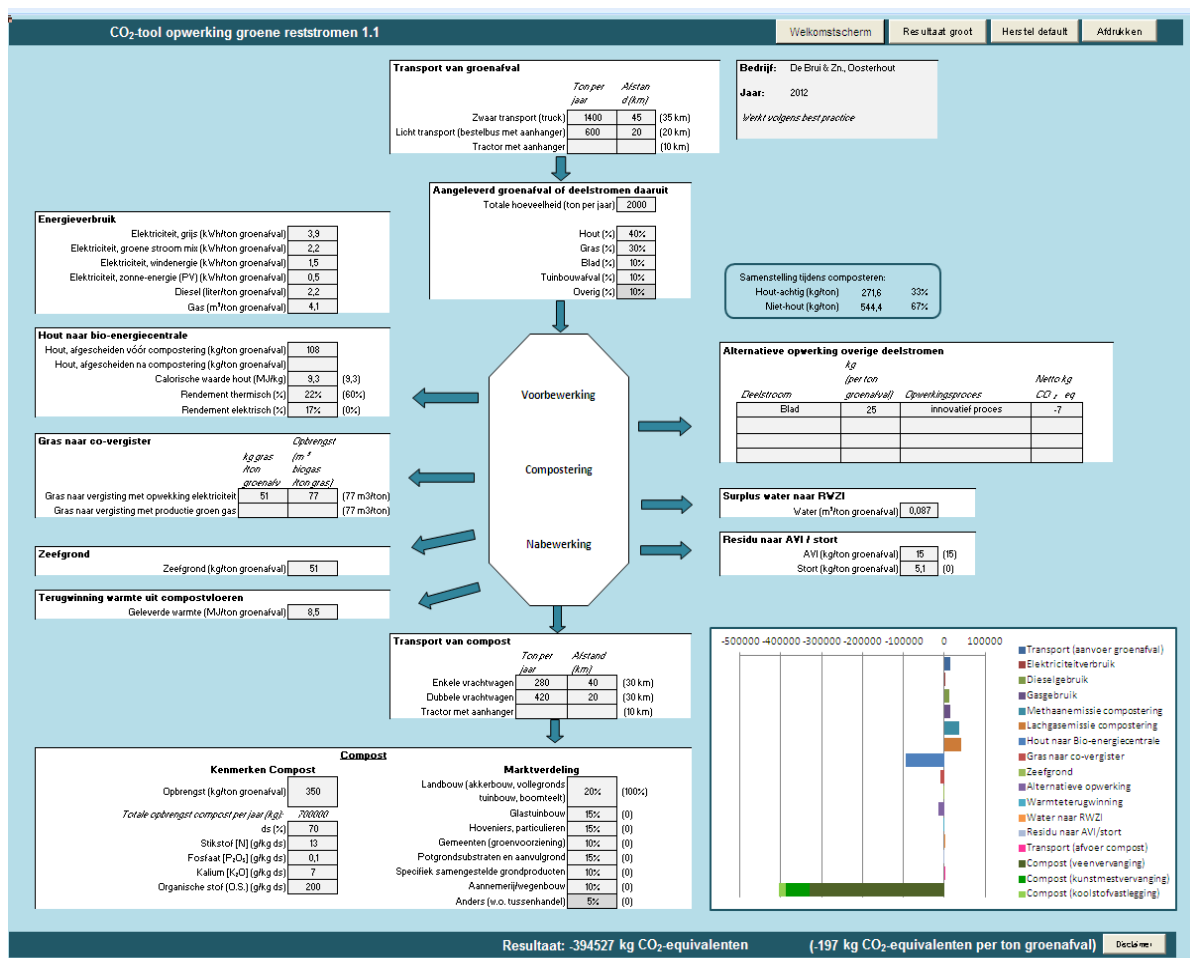 CO₂-tool opwerking groene reststromen 1.1
Welkomstscherm
Resultaat groot
Herstel default
Afdrukken
Transport van groenafval
Ton per jaar
Afstan d (km)
Zwaar transport (truck) 1400 45 (35 km)
Licht transport (bestelbus met aanhanger) 600 20 (20 km)
Tractor met aanhanger (10 km)
Bedrijf: De Brui & Zn., Oosterhout
Jaar: 2012
Werkt volgens best practice
Aangeleverd groenafval of deelstromen daaruit
Totale hoeveelheid (ton per jaar) 2000
Hout (%) 40%
Gras (%) 30%
Blad (%) 10%
Tuinbouwafval (%) 10%
Overig (%) 10%
Energieverbruik
Elektriciteit, grijs (kWh/ton groenafval) 3,9
Elektriciteit, groene stroom mix (kWh/ton groenafval) 2,2
Elektriciteit, windenergie (kWh/ton groenafval) 1,5
Elektriciteit, zonne-energie (PV) (kWh/ton groenafval) 0,5
Diesel (liter/ton groenafval) 2,2
Gas (m³/ton groenafval) 4,1
Samenstelling tijdens composteren:
Hout-achtig (kg/ton) 271,6 33%
Niet-hout (kg/ton) 544,4 67%
Hout naar bio-energiecentrale
Hout, afgescheiden vóór compostering (kg/ton groenafval) 108
Hout, afgescheiden na compostering (kg/ton groenafval)
Calorische waarde hout (MJ/kg) 9,3 (9,3)
Rendement thermisch (%) 22% (60%)
Rendement elektrisch (%) 17% (0%)
Voorbewerking
Compostering
Nabewerking
Alternatieve opwerking overige deelstromen
Deelstroom
kg (per ton groenafval)
Opwerkingsproces
Netto kg CO₂ eq
Blad 25 innovatief proces -7
Gras naar co-vergister
kg gras /ton groenafv
Opbrengst (m³ biogas /ton gras)
Gras naar vergisting met opwekking elektriciteit 51 77 (77 m3/ton)
Gras naar vergisting met productie groen gas (77 m3/ton)
Surplus water naar RWZI
Water (m³/ton groenafval) 0,087
Residu naar AVI / stort
AVI (kg/ton groenafval) 15 (15)
Stort (kg/ton groenafval) 5,1 (0)
Zeefgrond
Zeefgrond (kg/ton groenafval) 51
Terugwinning warmte uit compostvloeren
Geleverde warmte (MJ/ton groenafval) 8,5
Transport van compost
Ton per jaar
Afstand (km)
Enkele vrachtwagen 280 40 (30 km)
Dubbele vrachtwagen 420 20 (30 km)
Tractor met aanhanger (10 km)
Compost
Kenmerken Compost
Opbrengst (kg/ton groenafval) 350
Totale opbrengst compost per jaar (kg): 700000
ds (%) 70
Stikstof [N] (g/kg ds) 13
Fosfaat [P₂O₅] (g/kg ds) 0,1
Kalium [K₂O] (g/kg ds) 7
Organische stof (O.S.) (g/kg ds) 200
Marktverdeling
Landbouw (akkerbouw, vollegronds
tuinbouw, boomteelt) 20% (100%)
Glastuinbouw 15% (0)
Hoveniers, particulieren 15% (0)
Gemeenten (groenvoorziening) 10% (0)
Potgrondsubstraten en aanvulgrond 15% (0)
Specifiek samengestelde grondproducten 10% (0)
Aannemerij/wegenbouw 10% (0)
Anders (w.o. tussenhandel) 5% (0)
-500000 -400000 -300000 -200000 -100000 0 100000
Transport (aanvoer groenafval)
Elektriciteitverbruik
Dieselgebruik
Gasgebruik
Methaanemissie compostering
Lachgasemissie compostering
Hout naar Bio-energiecentrale
Gras naar co-vergister
Zeefgrond
Alternatieve opwerking
Warmteterugwinning
Water naar RWZI
Residu naar AVI/stort
Transport (afvoer compost)
Compost (veenvervanging)
Compost (kunstmestvervanging)
Compost (koolstofvastlegging)
Resultaat: -394527 kg CO₂-equivalenten (-197 kg CO₂-equivalenten per ton groenafval)
Disclaimer